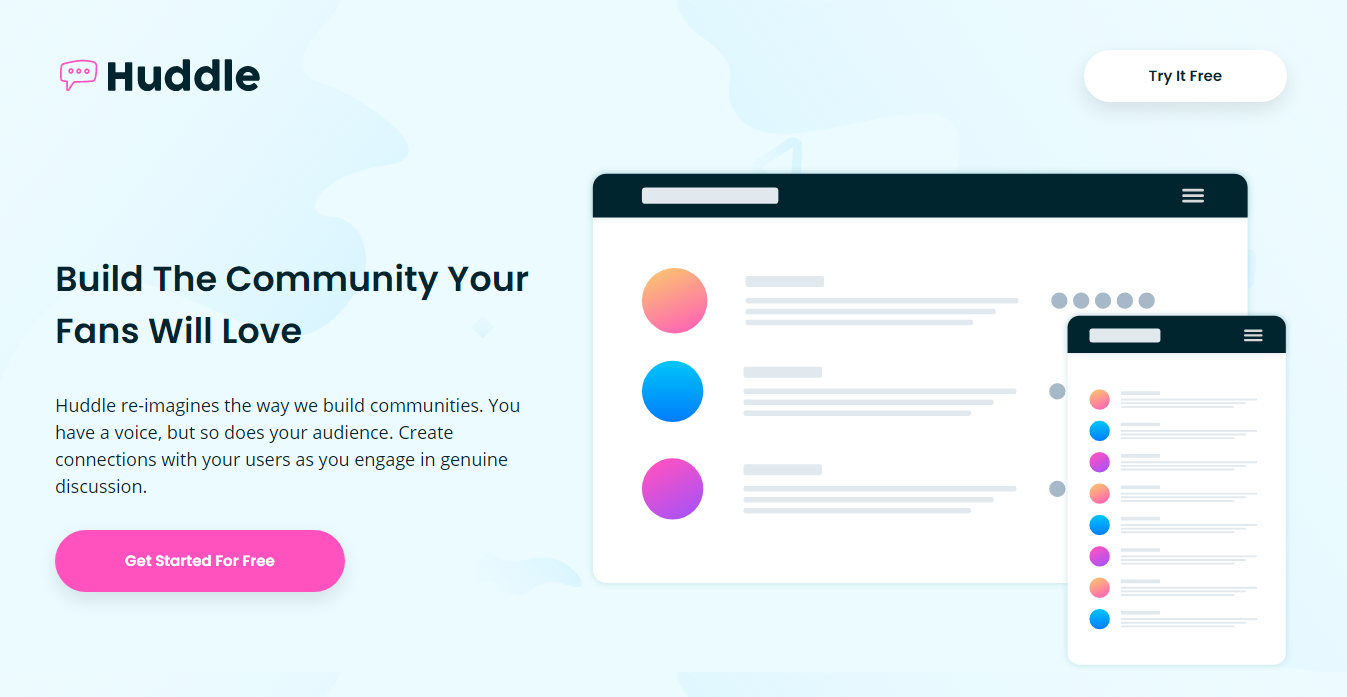 Huddle
Try It Free
Build The Community Your
Fans Will Love
Huddle re-imagines the way we build communities. You
have a voice, but so does your audience. Create
connections with your users as you engage in genuine
discussion.
Get Started For Free